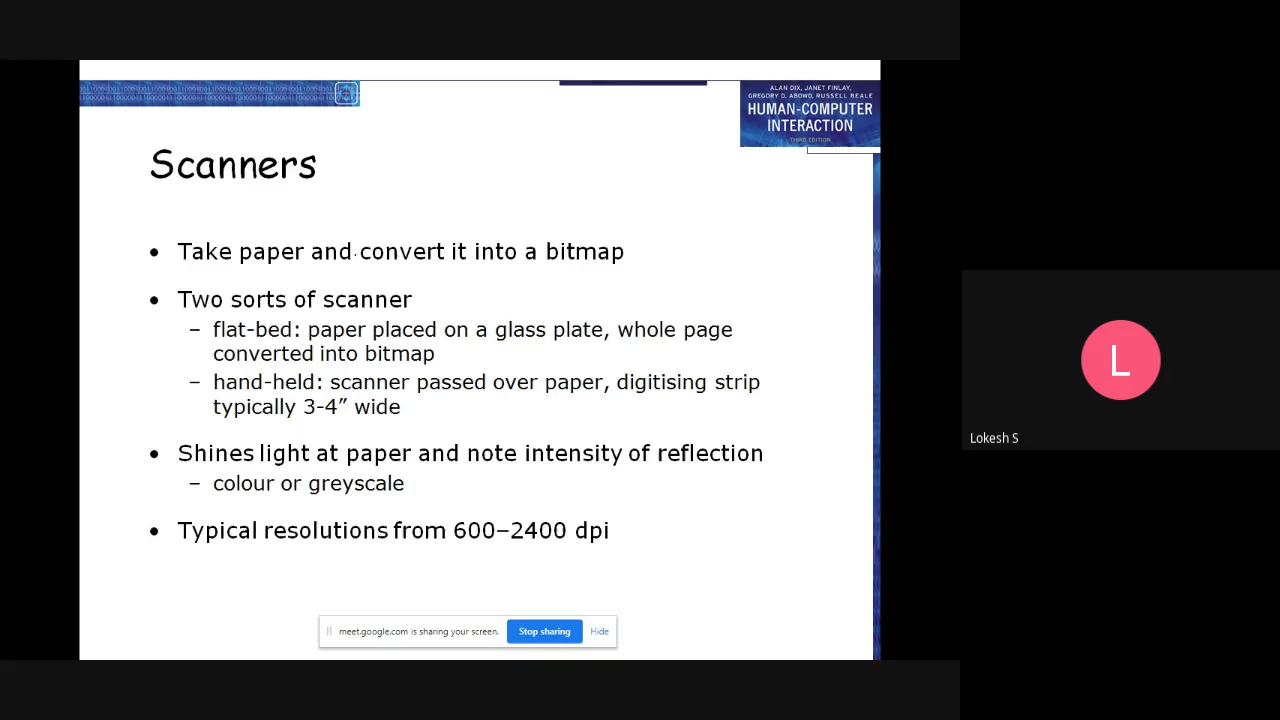 ALAN DIX, JANET FINLAY,
GREGORY D. ABOWD, RUSSELL BEALE
HUMAN-COMPUTER
INTERACTION
THIRD EDITION
Scanners
• Take paper and convert it into a bitmap
• Two sorts of scanner
– flat-bed: paper placed on a glass plate, whole page
converted into bitmap
– hand-held: scanner passed over paper, digitising strip
typically 3-4” wide
• Shines light at paper and note intensity of reflection
– colour or greyscale
• Typical resolutions from 600–2400 dpi
meet.google.com is sharing your screen.
Stop sharing
Hide
L
Lokesh S